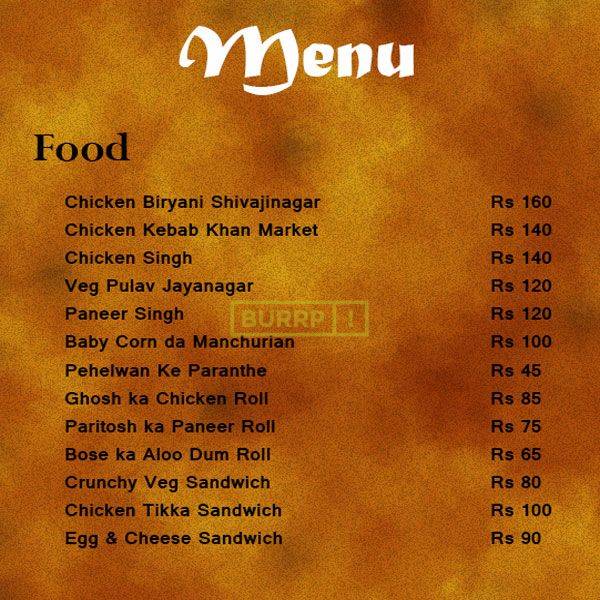 Menu
Food
Chicken Biryani Shivajinagar Rs 160
Chicken Kebab Khan Market Rs 140
Chicken Singh Rs 140
Veg Pulav Jayanagar Rs 120
Paneer Singh Rs 120
BURRP !
Baby Corn da Manchurian Rs 100
Pehelwan Ke Paranthe Rs 45
Ghosh ka Chicken Roll Rs 85
Paritosh ka Paneer Roll Rs 75
Bose ka Aloo Dum Roll Rs 65
Crunchy Veg Sandwich Rs 80
Chicken Tikka Sandwich Rs 100
Egg & Cheese Sandwich Rs 90